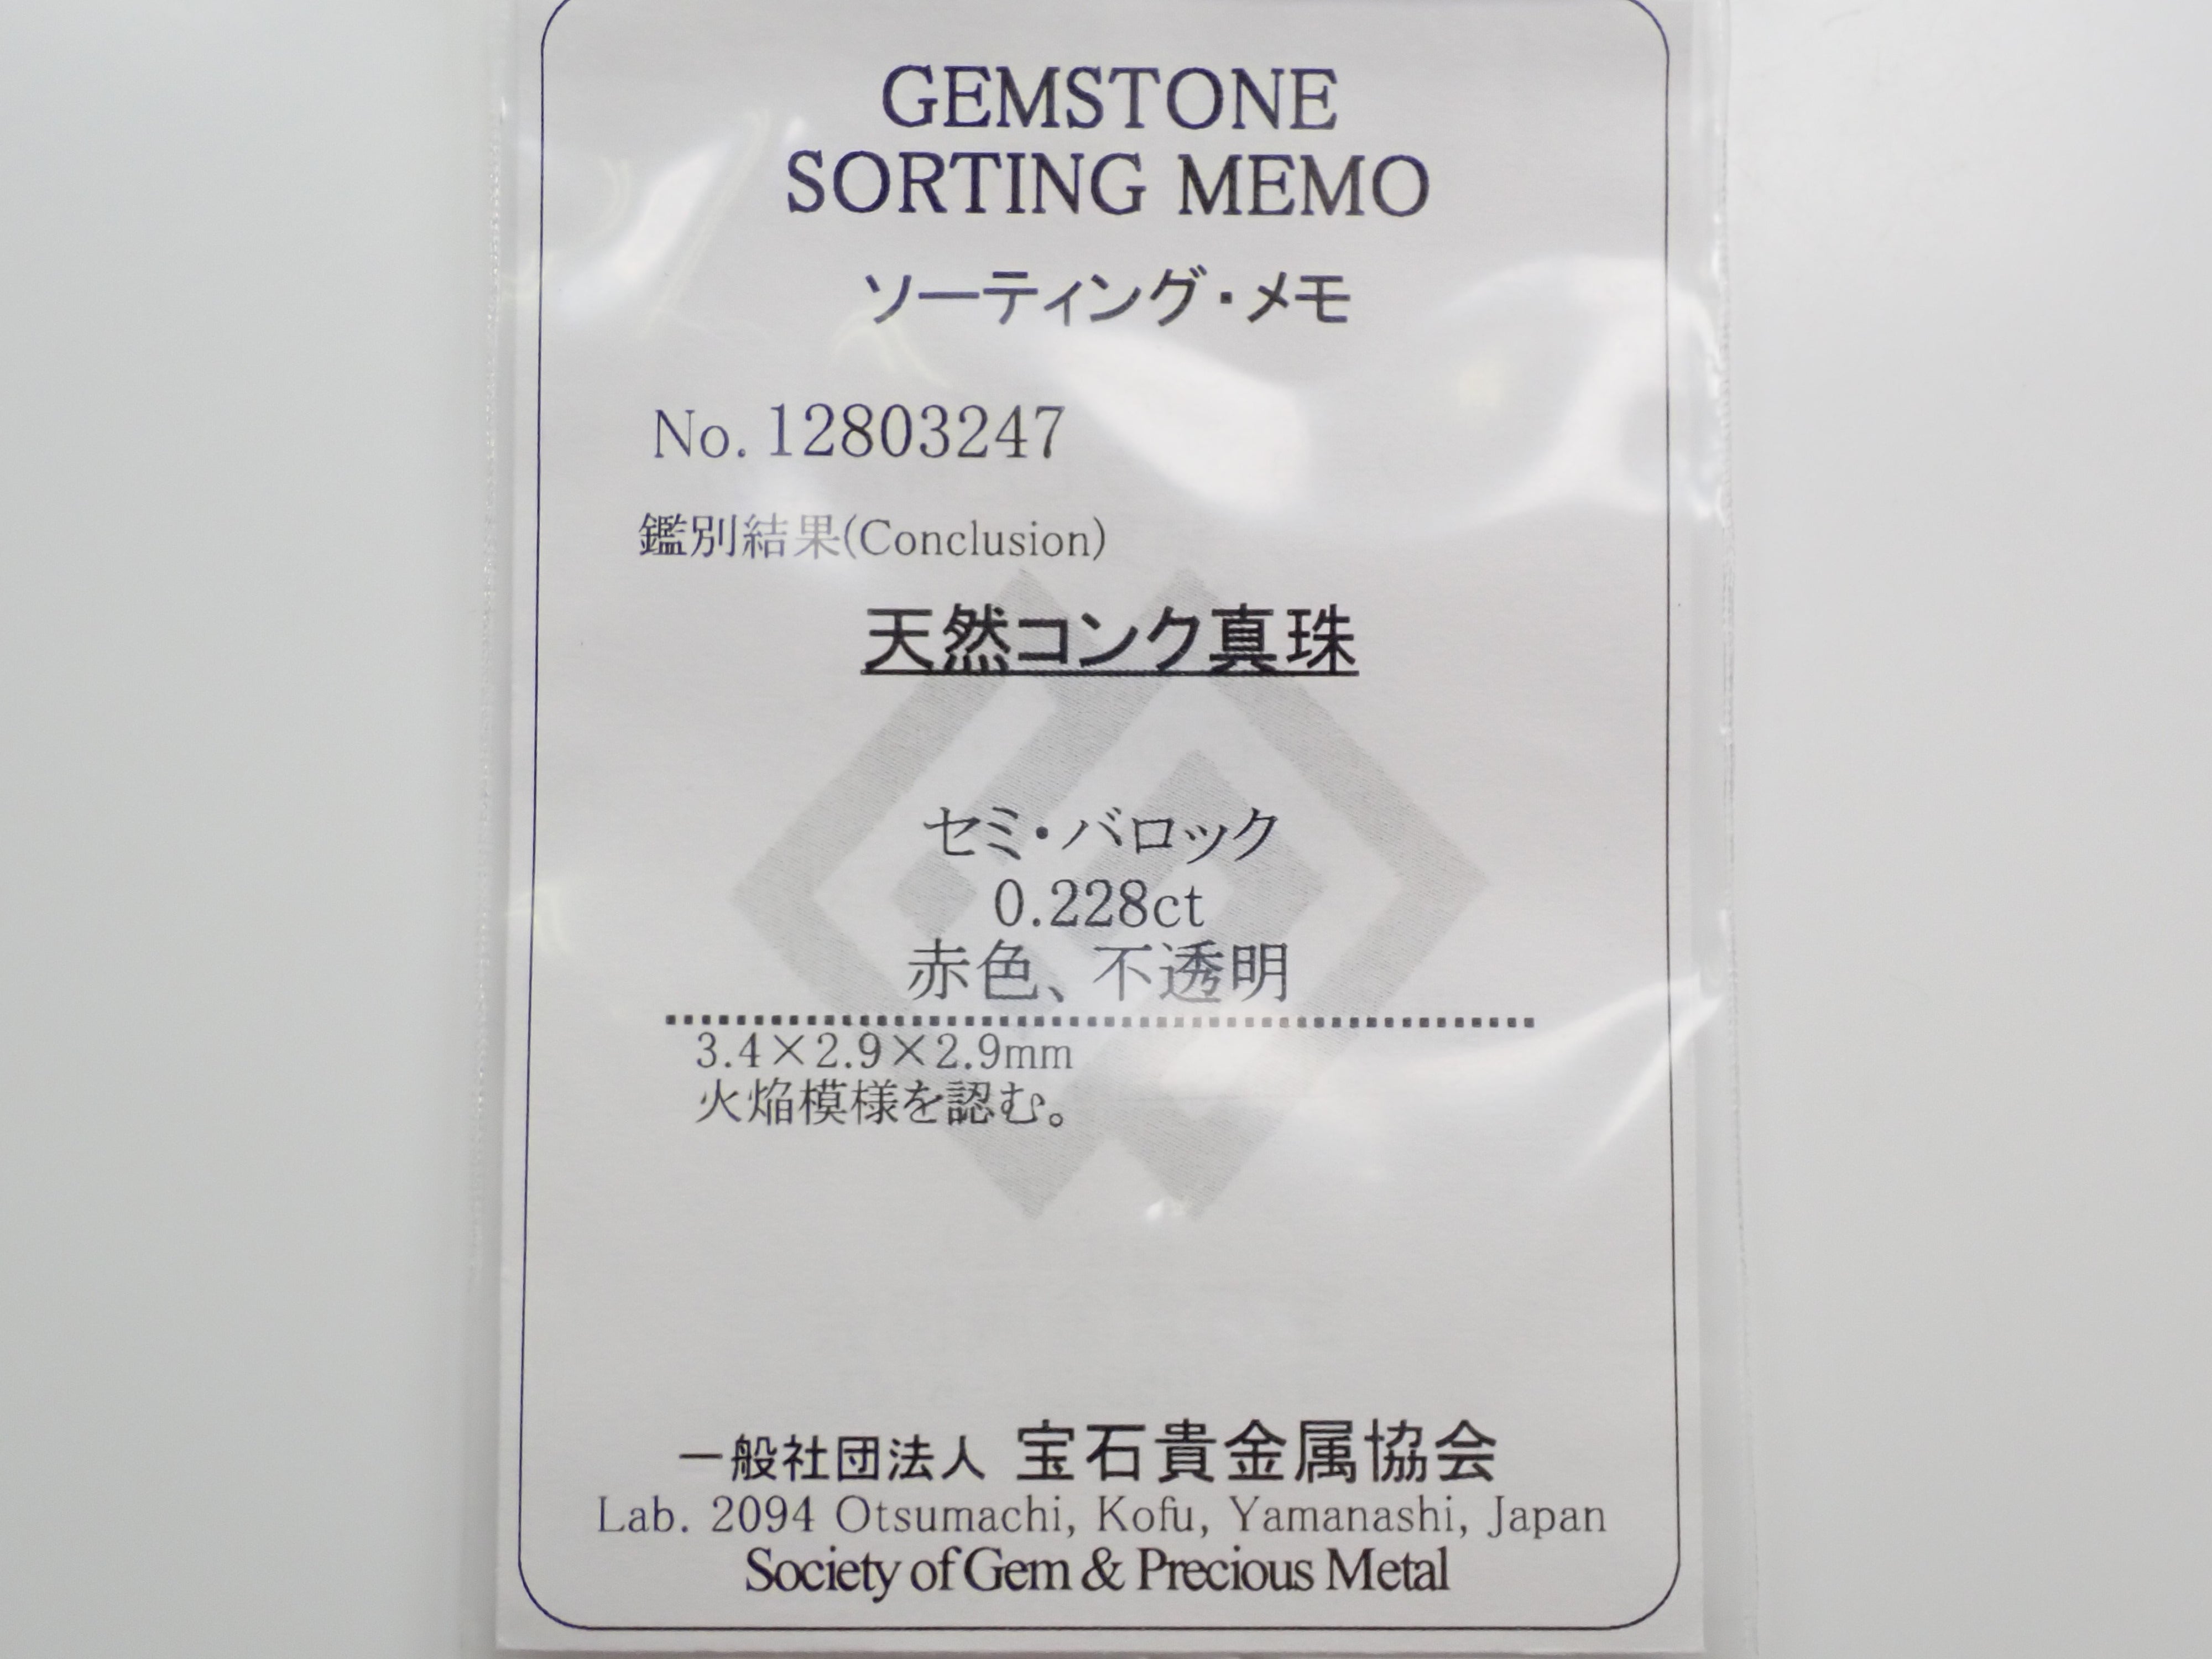 GEMSTONE
SORTING MEMO
ソーティング・メモ
No. 12803247
鑑別結果(Conclusion)
天然コンク真珠
セミ・バロック
0.228ct
赤色、不透明
3.4×2.9×2.9mm
火焔模様を認む。
一般社団法人 宝石貴金属協会
Lab. 2094 Otsumachi, Kofu, Yamanashi, Japan
Society of Gem & Precious Metal